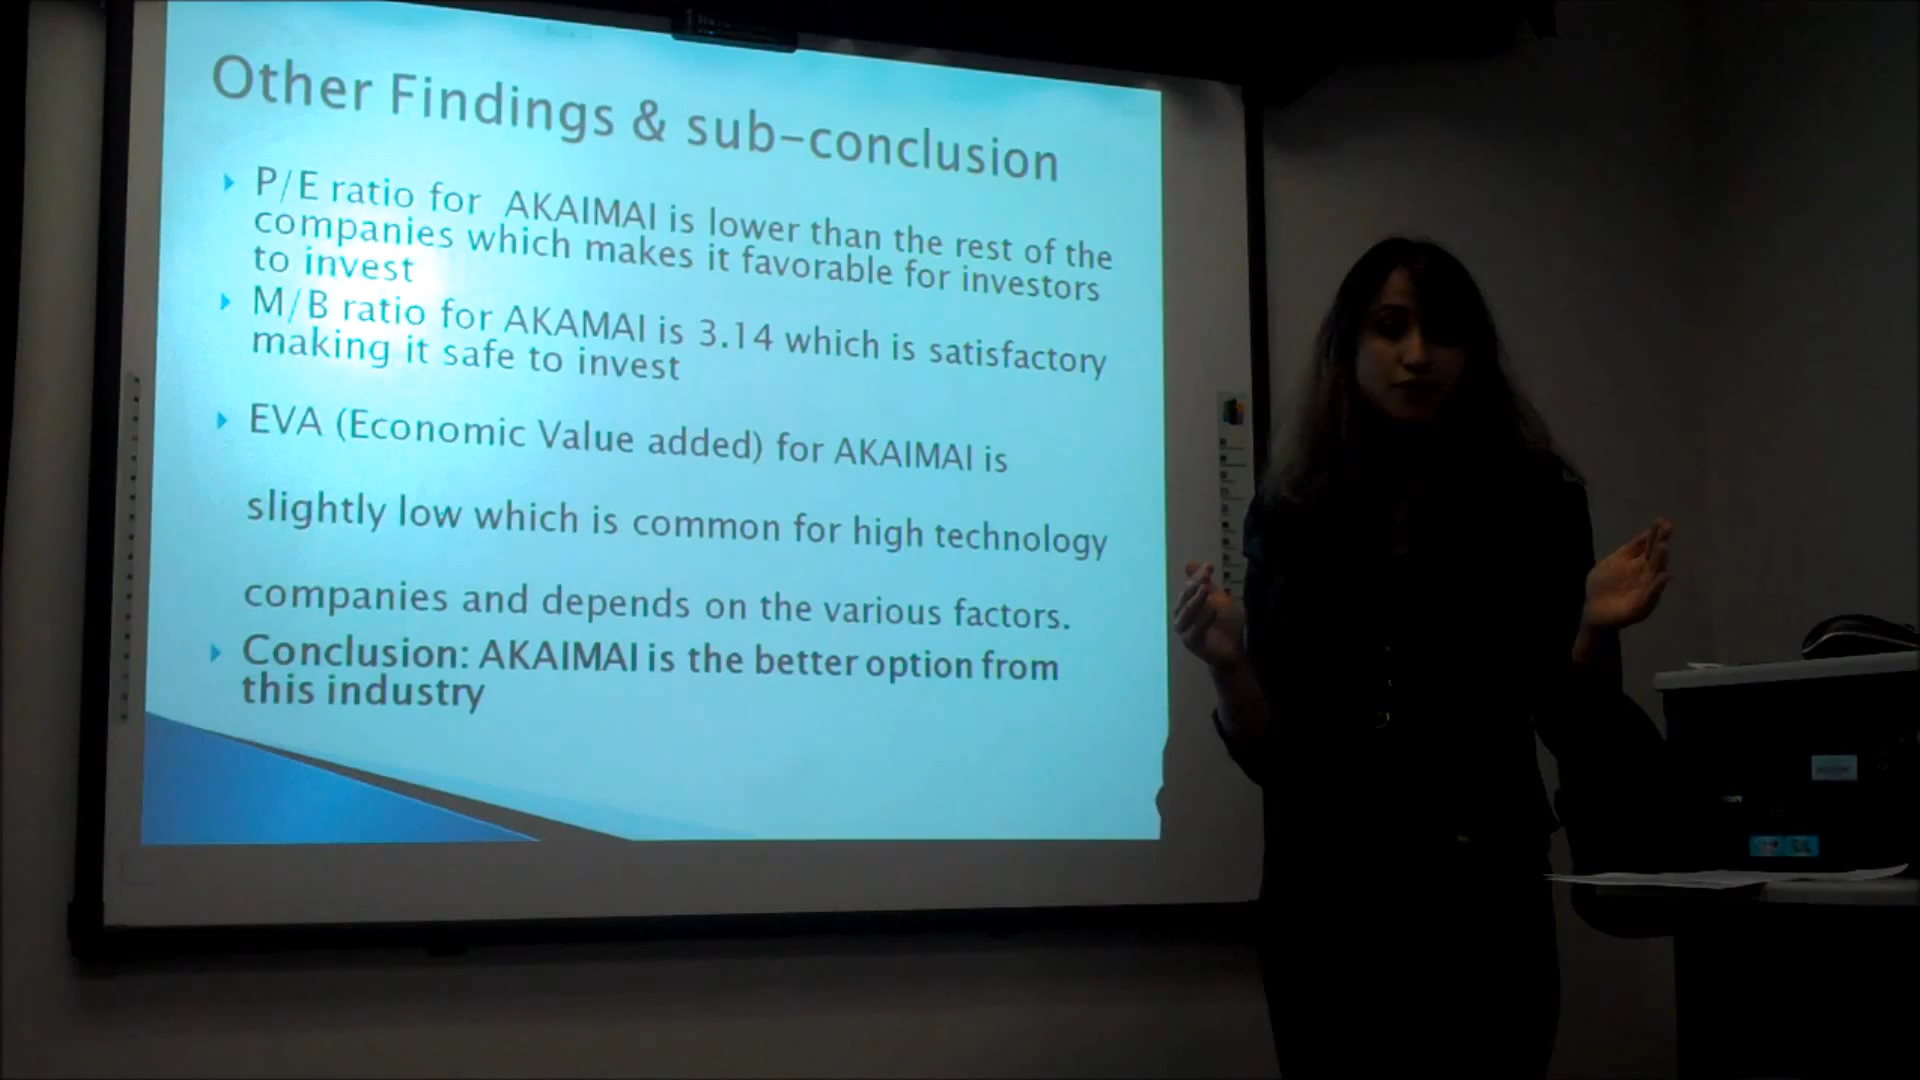 Other Findings & sub-conclusion
P/E ratio for AKAIMAI is lower than the rest of the
companies which makes it favorable for investors
to invest
M/B ratio for AKAMAI is 3.14 which is satisfactory
making it safe to invest
EVA (Economic Value added) for AKAIMAI is
slightly low which is common for high technology
companies and depends on the various factors.
Conclusion: AKAIMAI is the better option from
this industry